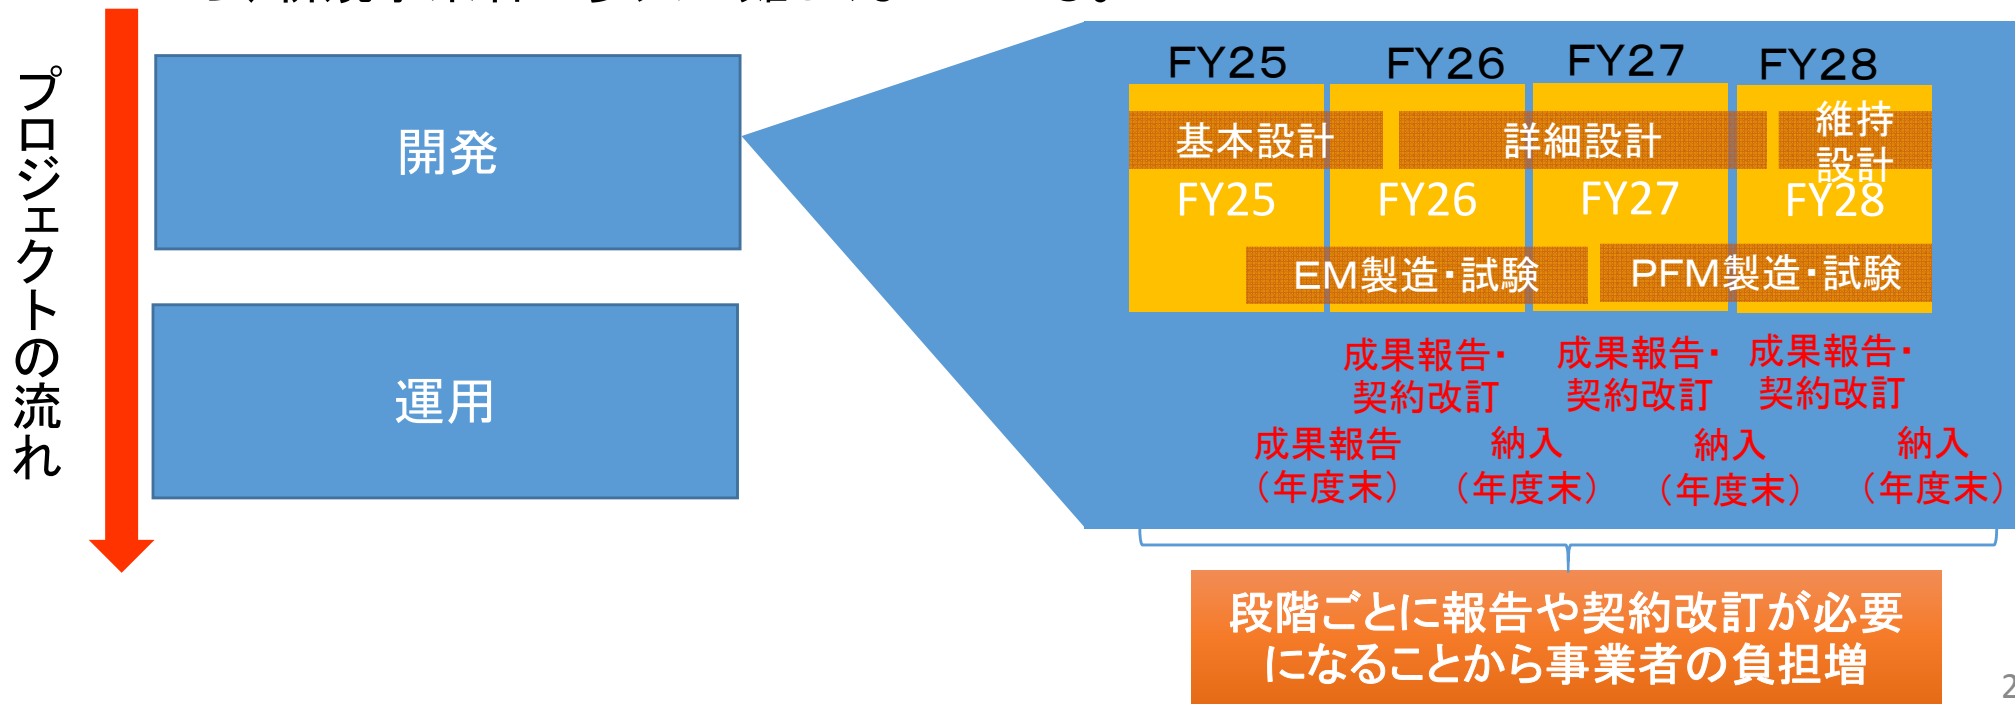 プロジェクトの流れ
開発
運用
FY25
FY26
FY27
FY28
基本設計
詳細設計
維持
設計
FY25
FY26
FY27
FY28
EM製造・試験
PFM製造・試験
成果報告・
契約改訂
成果報告・
契約改訂
成果報告・
契約改訂
成果報告
（年度末）
納入
（年度末）
納入
（年度末）
納入
（年度末）
段階ごとに報告や契約改訂が必要
になることから事業者の負担増
2